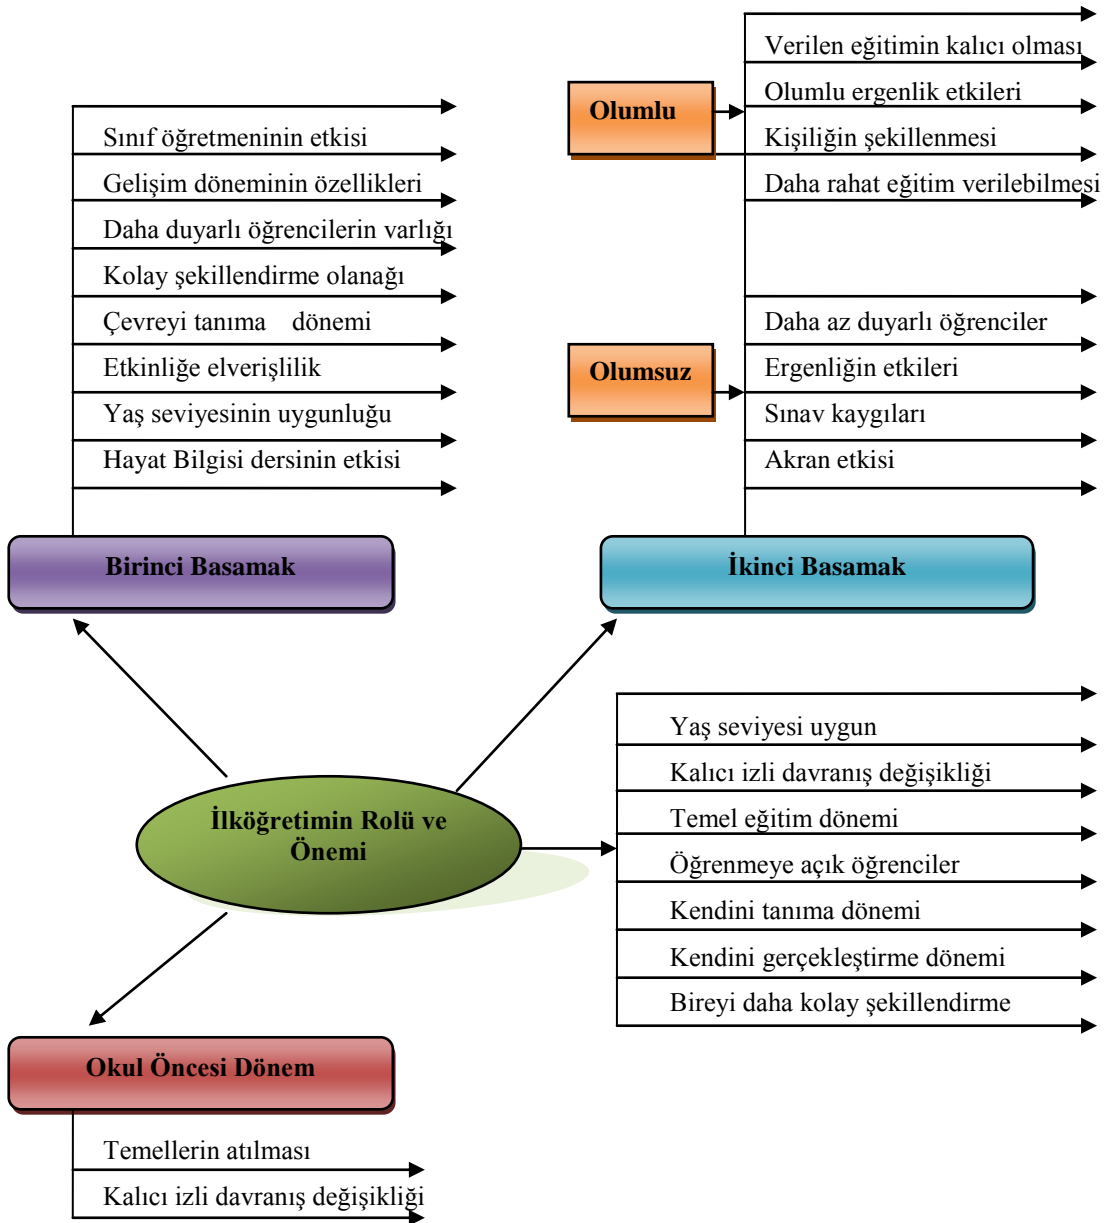 Sınıf öğretmeninin etkisi
Gelişim döneminin özellikleri
Daha duyarlı öğrencilerin varlığı
Kolay şekillendirme olanağı
Çevreyi tanıma dönemi
Etkinliğe elverişlilik
Yaş seviyesinin uygunluğu
Hayat Bilgisi dersinin etkisi
Birinci Basamak
Olumlu
Verilen eğitimin kalıcı olması
Olumlu ergenlik etkileri
Kişiliğin şekillenmesi
Daha rahat eğitim verilebilmesi
Olumsuz
Daha az duyarlı öğrenciler
Ergenliğin etkileri
Sınav kaygıları
Akran etkisi
İkinci Basamak
İlköğretimin Rolü ve
Önemi
Yaş seviyesi uygun
Kalıcı izli davranış değişikliği
Temel eğitim dönemi
Öğrenmeye açık öğrenciler
Kendini tanıma dönemi
Kendini gerçekleştirme dönemi
Bireyi daha kolay şekillendirme
Okul Öncesi Dönem
Temellerin atılması
Kalıcı izli davranış değişikliği